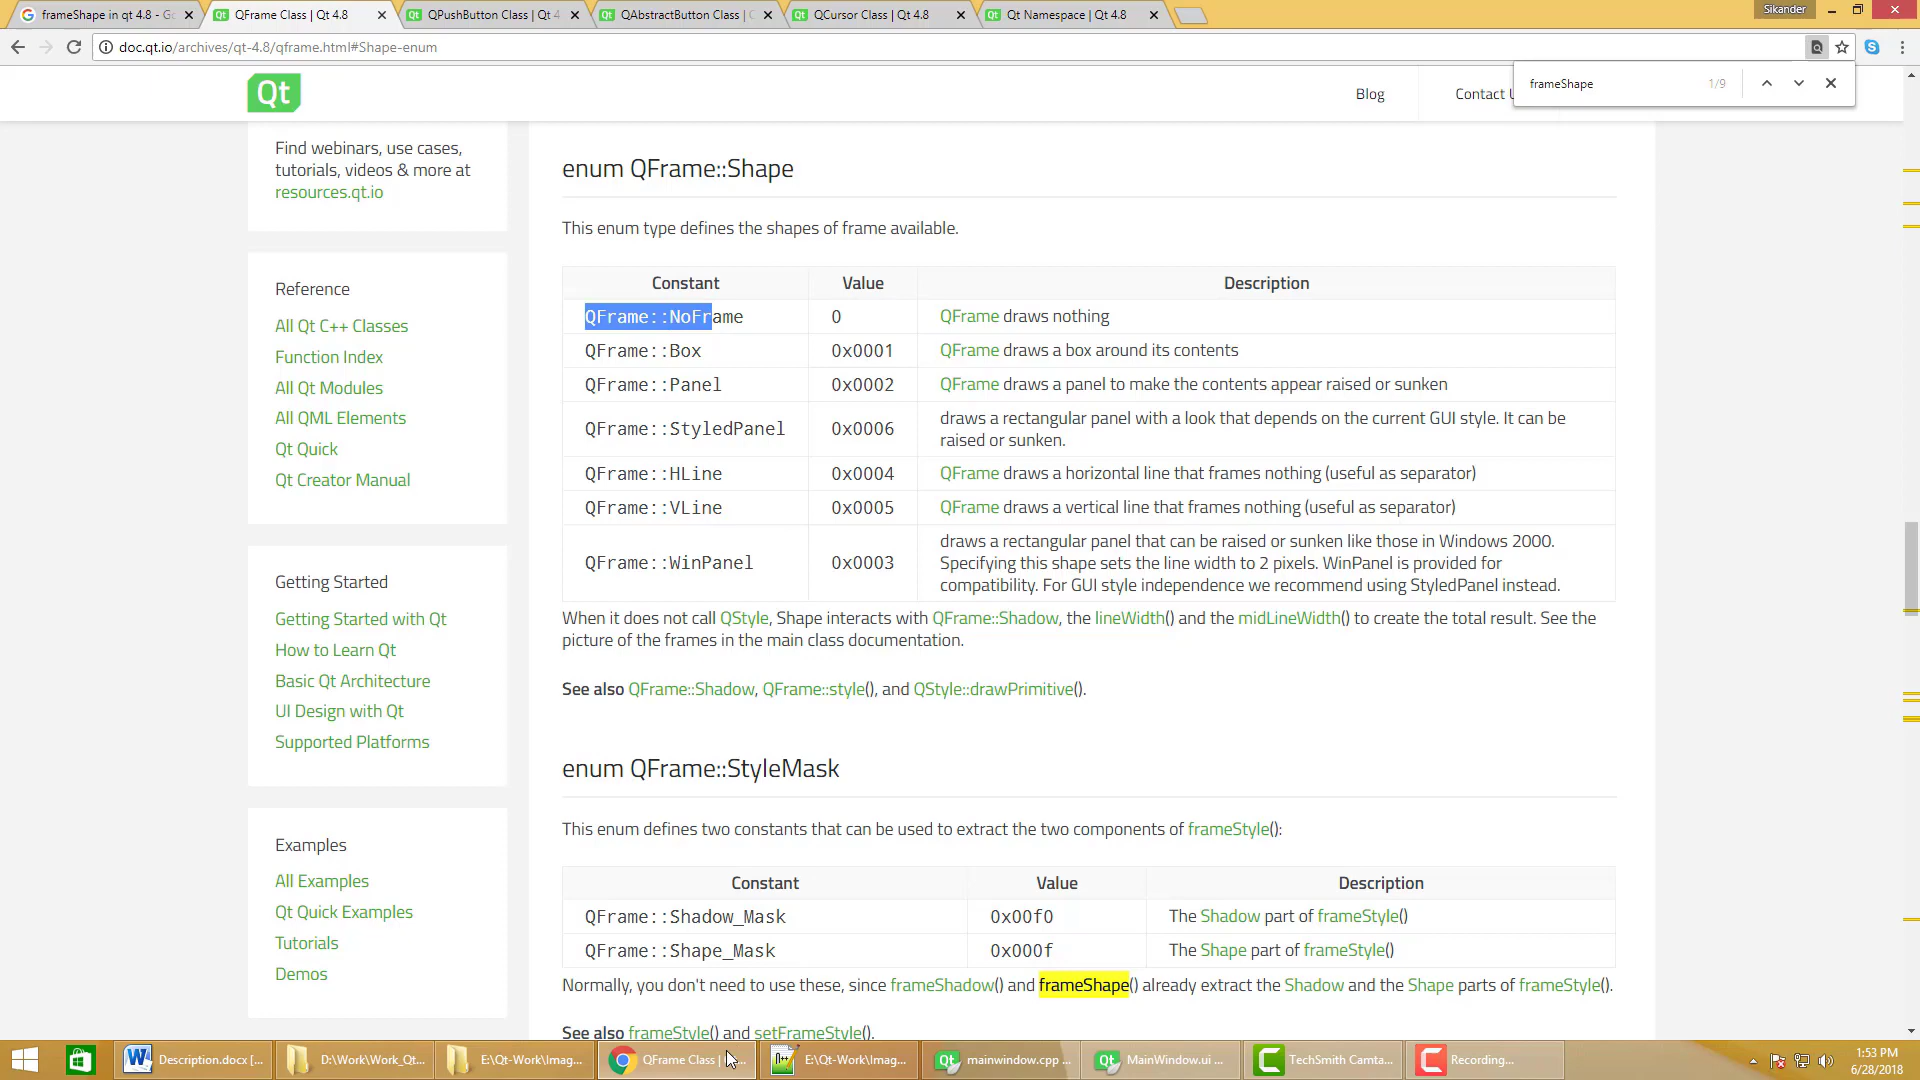 frameShape in qt 4.8 - Go
QFrame Class | Qt 4.8
QPushButton Class | Qt 4
QAbstractButton Class |
QCursor Class | Qt 4.8
Qt Namespace | Qt 4.8
Sikander
doc.qt.io/archives/qt-4.8/qframe.html#Shape-enum
frameShape
1/9
Qt
Blog
Contact U
Find webinars, use cases,
tutorials, videos & more at
resources.qt.io
Reference
All Qt C++ Classes
Function Index
All Qt Modules
All QML Elements
Qt Quick
Qt Creator Manual
Getting Started
Getting Started with Qt
How to Learn Qt
Basic Qt Architecture
UI Design with Qt
Supported Platforms
Examples
All Examples
Qt Quick Examples
Tutorials
Demos
enum QFrame::Shape
This enum type defines the shapes of frame available.
Constant Value Description
QFrame::NoFrame 0 QFrame draws nothing
QFrame::Box 0x0001 QFrame draws a box around its contents
QFrame::Panel 0x0002 QFrame draws a panel to make the contents appear raised or sunken
QFrame::StyledPanel 0x0006 draws a rectangular panel with a look that depends on the current GUI style. It can be
raised or sunken.
QFrame::HLine 0x0004 QFrame draws a horizontal line that frames nothing (useful as separator)
QFrame::VLine 0x0005 QFrame draws a vertical line that frames nothing (useful as separator)
QFrame::WinPanel 0x0003 draws a rectangular panel that can be raised or sunken like those in Windows 2000.
Specifying this shape sets the line width to 2 pixels. WinPanel is provided for
compatibility. For GUI style independence we recommend using StyledPanel instead.
When it does not call QStyle, Shape interacts with QFrame::Shadow, the lineWidth() and the midLineWidth() to create the total result. See the
picture of the frames in the main class documentation.
See also QFrame::Shadow, QFrame::style(), and QStyle::drawPrimitive().
enum QFrame::StyleMask
This enum defines two constants that can be used to extract the two components of frameStyle():
Constant Value Description
QFrame::Shadow_Mask 0x00f0 The Shadow part of frameStyle()
QFrame::Shape_Mask 0x000f The Shape part of frameStyle()
Normally, you don't need to use these, since frameShadow() and frameShape() already extract the Shadow and the Shape parts of frameStyle().
See also frameStyle() and setFrameStyle().
Description.docx [...
D:\Work\Work_Qt...
E:\Qt-Work\Imag...
QFrame Class |
E:\Qt-Work\Imag...
mainwindow.cpp ...
MainWindow.ui ...
TechSmith Camta...
Recording...
1:53 PM
6/28/2018